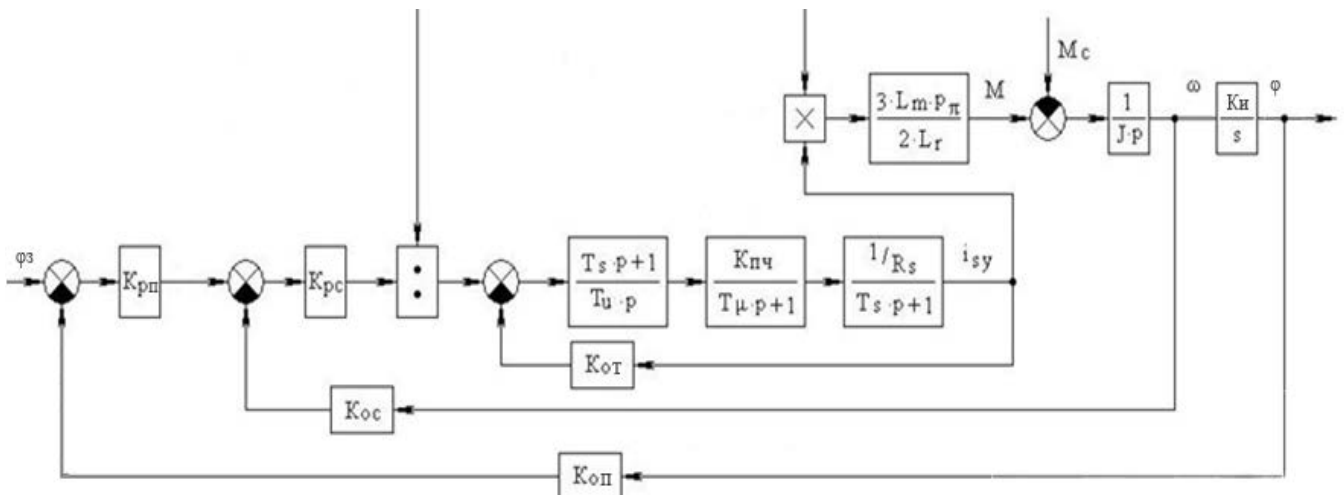 Mc
3·Lm·pπ
2·Lr
M
1
J·p
ω
Kи
s
φ
×
φз
Kрп
Kрс
:
Ts·p+1
Tu·p
Kпч
Tμ·p+1
1/Rs
Ts·p+1
isy
Kот
Kос
Kоп